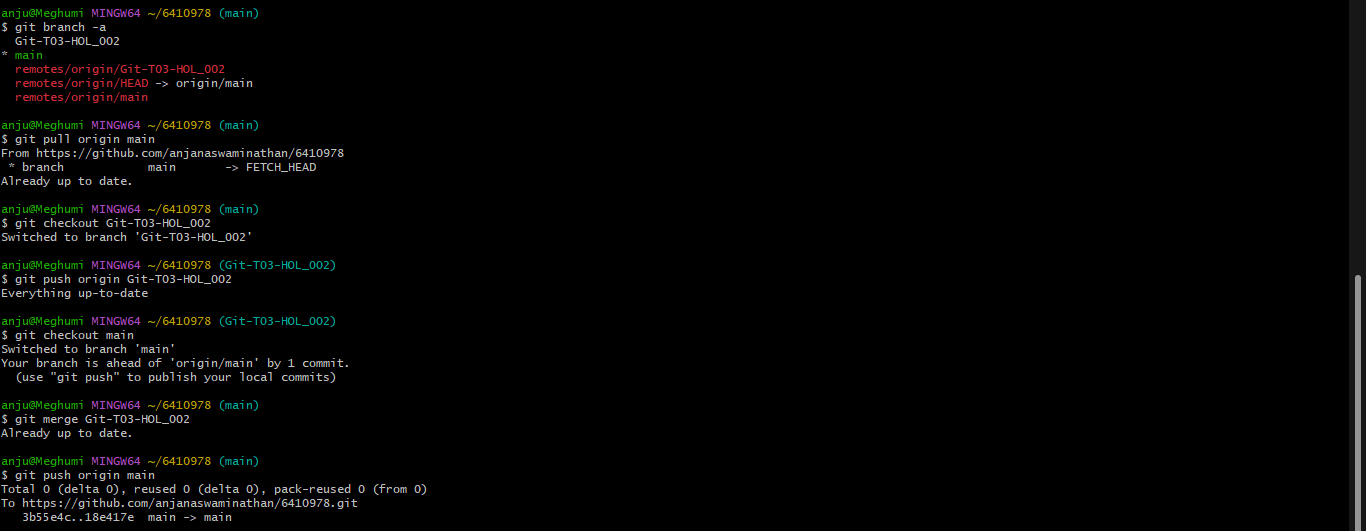 anju@Meghumi MINGW64 ~/6410978 (main)
$ git branch -a
  Git-T03-HOL_002
* main
  remotes/origin/Git-T03-HOL_002
  remotes/origin/HEAD -> origin/main
  remotes/origin/main

anju@Meghumi MINGW64 ~/6410978 (main)
$ git pull origin main
From https://github.com/anjanaswaminathan/6410978
 * branch            main       -> FETCH_HEAD
Already up to date.

anju@Meghumi MINGW64 ~/6410978 (main)
$ git checkout Git-T03-HOL_002
Switched to branch 'Git-T03-HOL_002'

anju@Meghumi MINGW64 ~/6410978 (Git-T03-HOL_002)
$ git push origin Git-T03-HOL_002
Everything up-to-date

anju@Meghumi MINGW64 ~/6410978 (Git-T03-HOL_002)
$ git checkout main
Switched to branch 'main'
Your branch is ahead of 'origin/main' by 1 commit.
  (use "git push" to publish your local commits)

anju@Meghumi MINGW64 ~/6410978 (main)
$ git merge Git-T03-HOL_002
Already up to date.

anju@Meghumi MINGW64 ~/6410978 (main)
$ git push origin main
Total 0 (delta 0), reused 0 (delta 0), pack-reused 0 (from 0)
To https://github.com/anjanaswaminathan/6410978.git
   3b55e4c..18e417e  main -> main